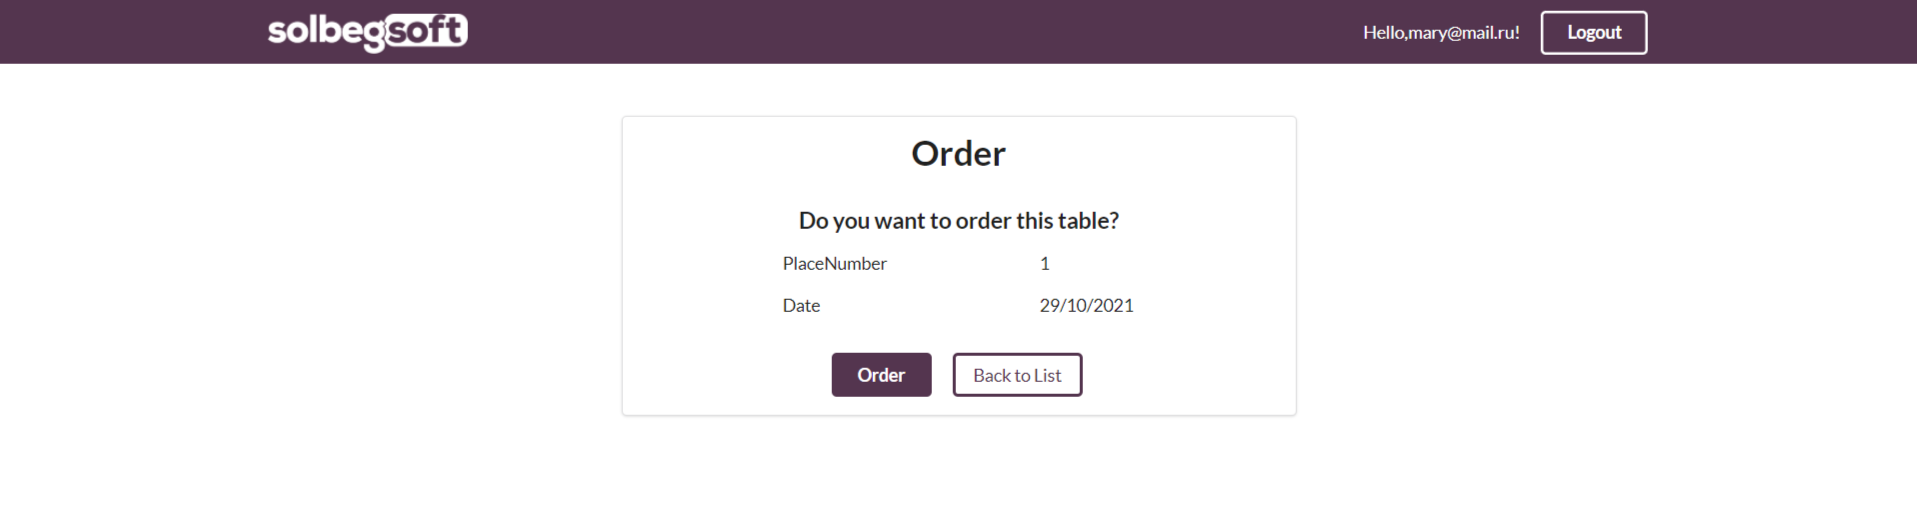 solbegsoft
Hello,mary@mail.ru!
Logout
Order
Do you want to order this table?
PlaceNumber 1
Date 29/10/2021
Order
Back to List